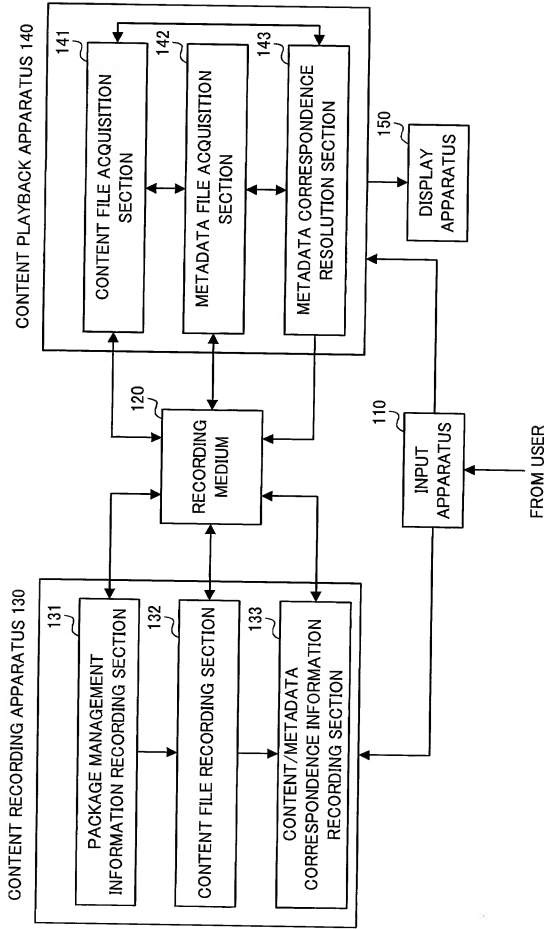 CONTENT RECORDING APPARATUS 130
131
PACKAGE MANAGEMENT
INFORMATION RECORDING SECTION
132
CONTENT FILE RECORDING SECTION
133
CONTENT/METADATA
CORRESPONDENCE INFORMATION
RECORDING SECTION
120
RECORDING
MEDIUM
110
INPUT
APPARATUS
FROM USER
CONTENT PLAYBACK APPARATUS 140
141
CONTENT FILE ACQUISITION
SECTION
142
METADATA FILE ACQUISITION
SECTION
143
METADATA CORRESPONDENCE
RESOLUTION SECTION
150
DISPLAY
APPARATUS